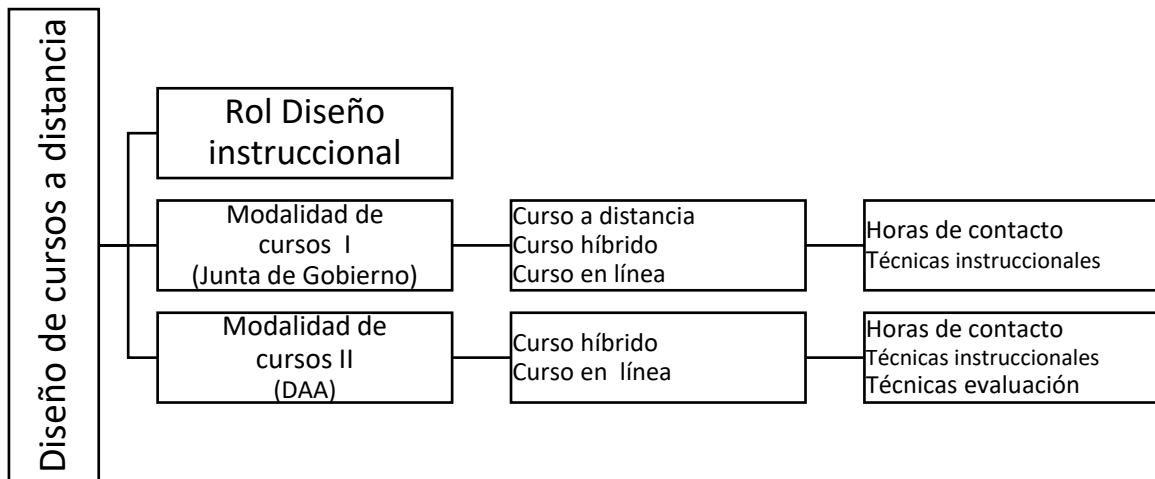 Diseño de cursos a distancia
Rol Diseño
instruccional
Modalidad de
cursos I
(Junta de Gobierno)
Curso a distancia
Curso híbrido
Curso en línea
Horas de contacto
Técnicas instruccionales
Modalidad de
cursos II
(DAA)
Curso híbrido
Curso en línea
Horas de contacto
Técnicas instruccionales
Técnicas evaluación